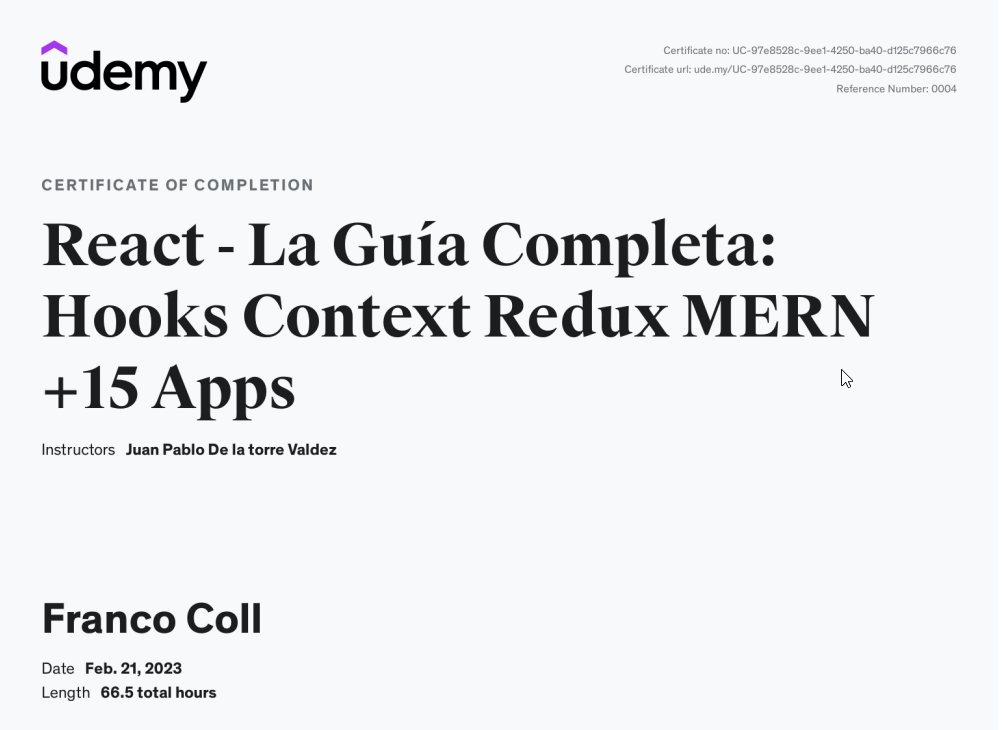 udemy
Certificate no: UC-97e8528c-9ee1-4250-ba40-d125c7966c76
Certificate url: ude.my/UC-97e8528c-9ee1-4250-ba40-d125c7966c76
Reference Number: 0004
CERTIFICATE OF COMPLETION
React - La Guía Completa:
Hooks Context Redux MERN
+15 Apps
Instructors Juan Pablo De la torre Valdez
Franco Coll
Date Feb. 21, 2023
Length 66.5 total hours